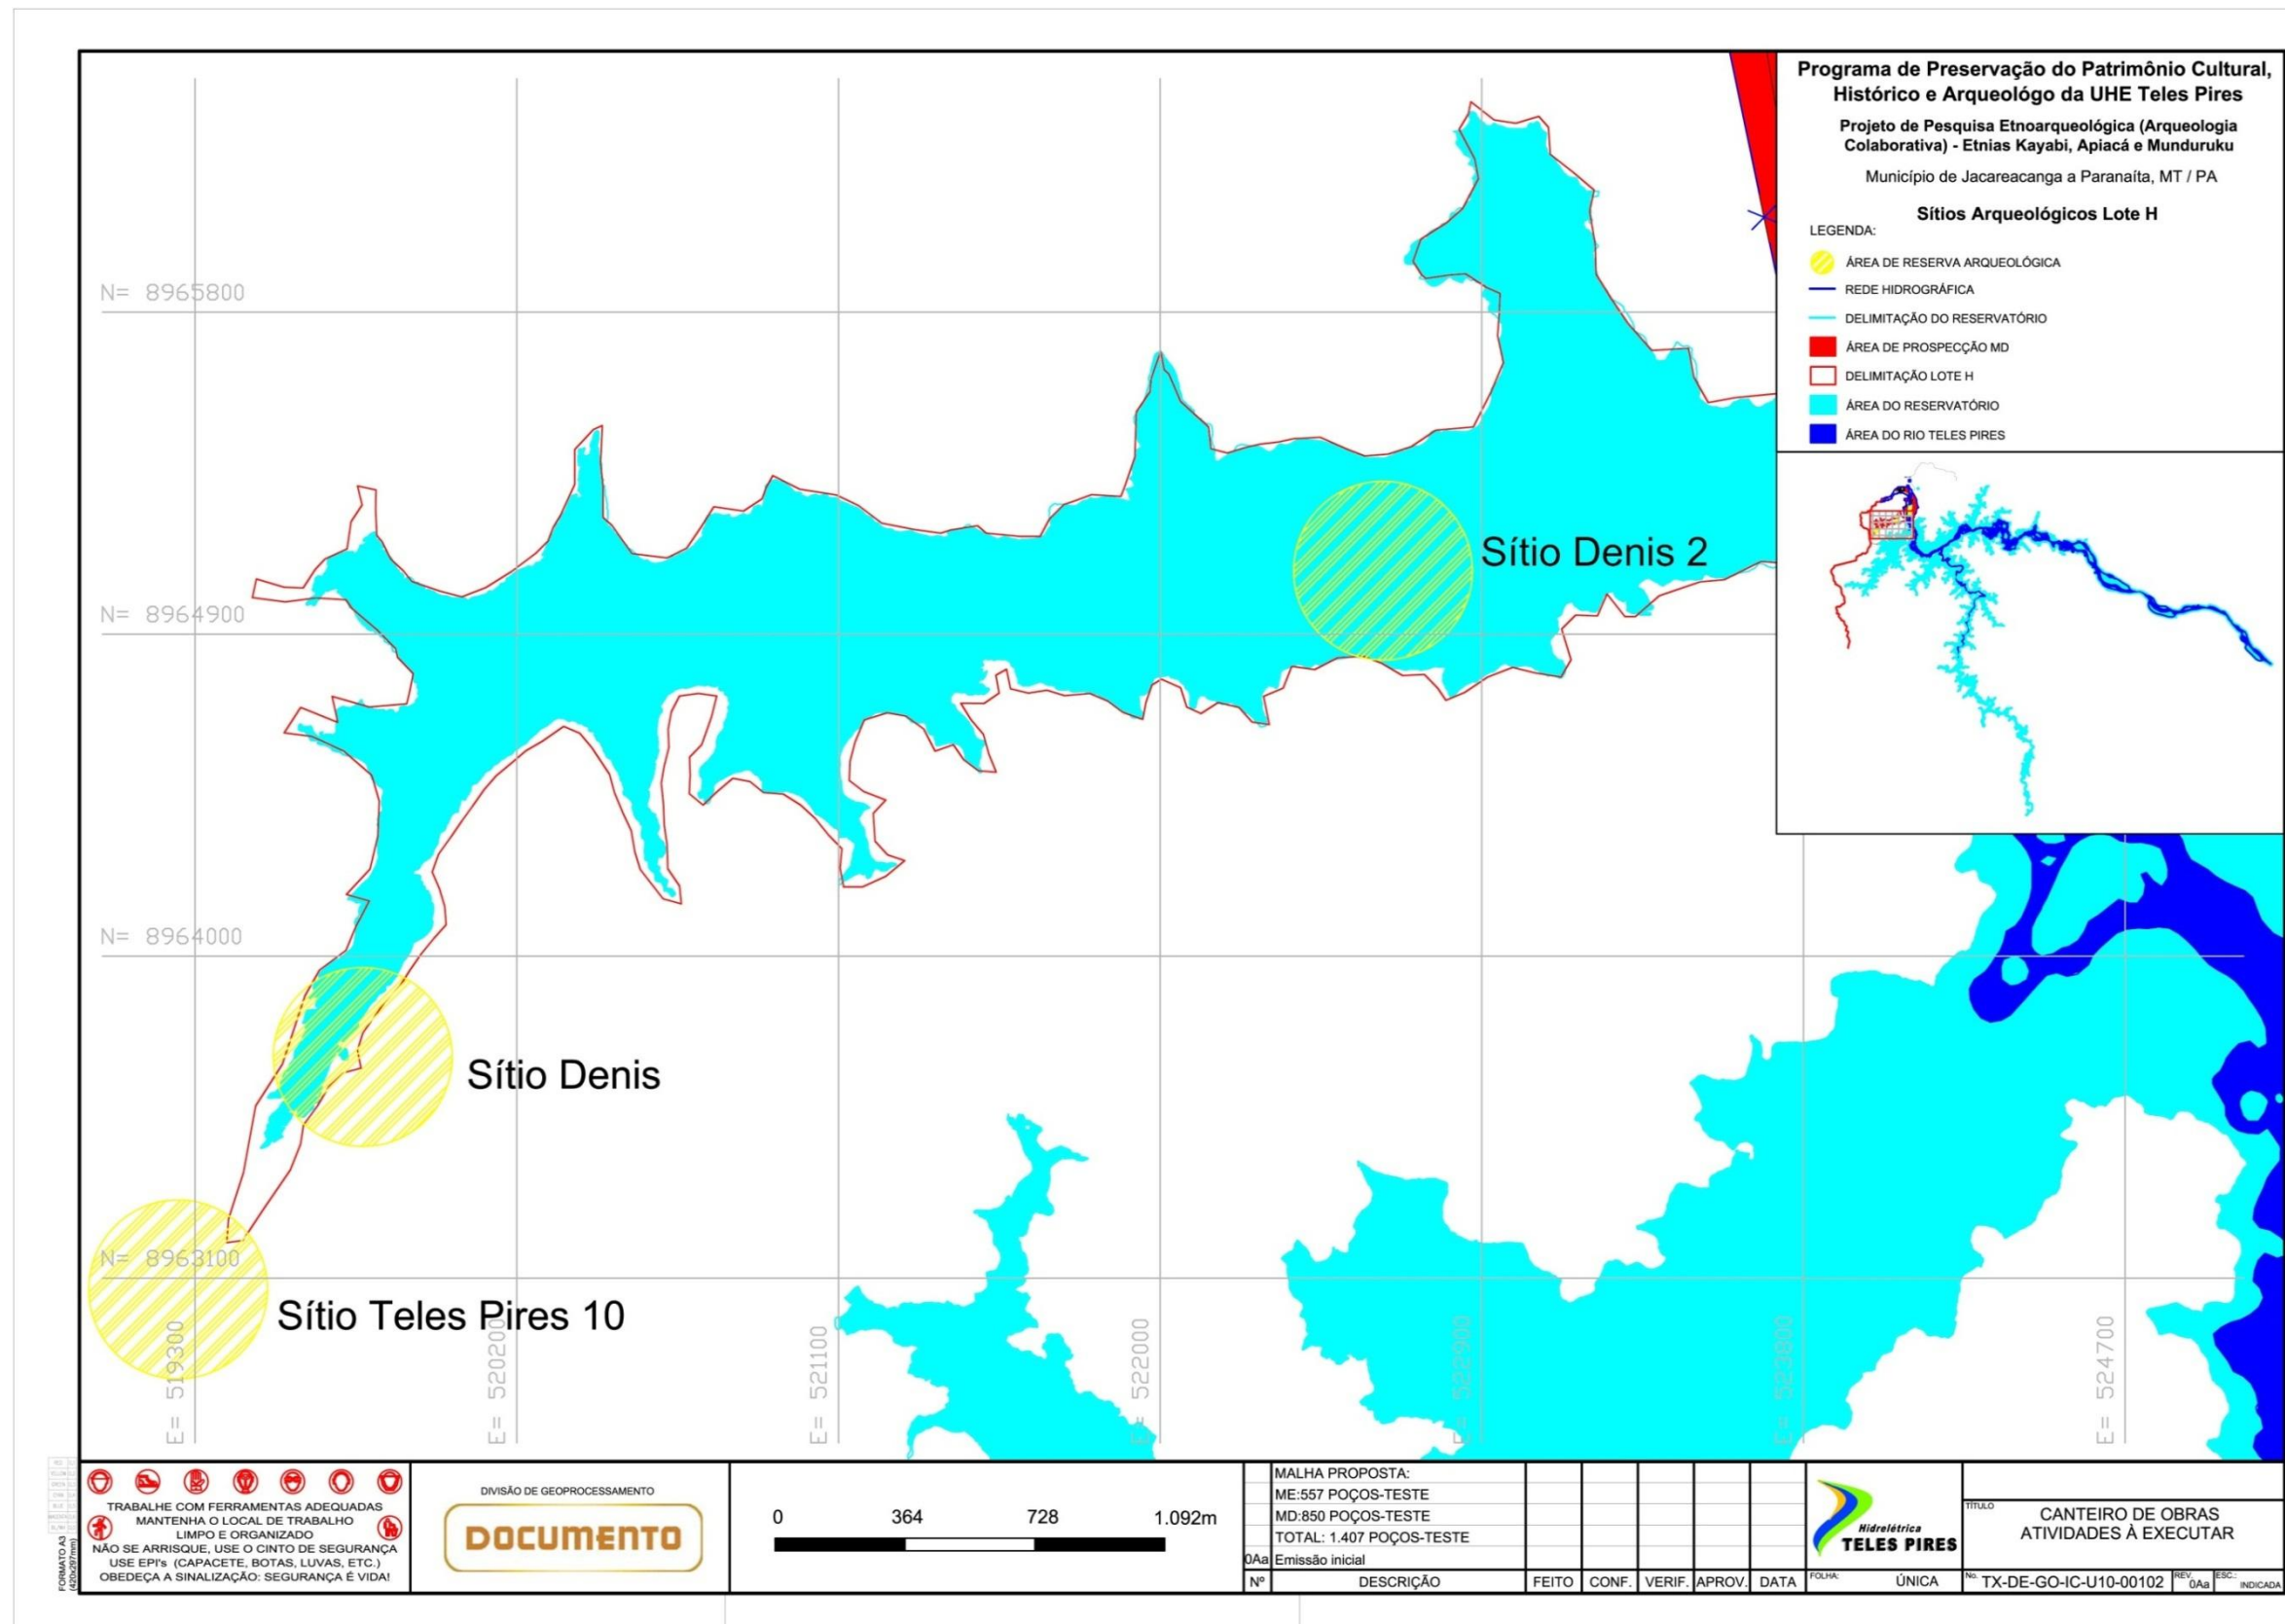 Programa de Preservação do Patrimônio Cultural,
Histórico e Arqueológo da UHE Teles Pires
Projeto de Pesquisa Etnoarqueológica (Arqueologia
Colaborativa) - Etnias Kayabi, Apiacá e Munduruku
Município de Jacareacanga a Paranaíta, MT / PA
Sítios Arqueológicos Lote H
LEGENDA:
ÁREA DE RESERVA ARQUEOLÓGICA
REDE HIDROGRÁFICA
DELIMITAÇÃO DO RESERVATÓRIO
ÁREA DE PROSPECÇÃO MD
DELIMITAÇÃO LOTE H
ÁREA DO RESERVATÓRIO
ÁREA DO RIO TELES PIRES
N= 8965800
Sítio Denis 2
N= 8964900
N= 8964000
Sítio Denis
N= 8963100
Sítio Teles Pires 10
E= 519300
E= 520200
E= 521100
E= 522000
E= 522900
E= 523800
E= 524700
FORMATO A3
(420x297mm)
TRABALHE COM FERRAMENTAS ADEQUADAS
MANTENHA O LOCAL DE TRABALHO
LIMPO E ORGANIZADO
NÃO SE ARRISQUE, USE O CINTO DE SEGURANÇA
USE EPI's (CAPACETE, BOTAS, LUVAS, ETC.)
OBEDEÇA A SINALIZAÇÃO: SEGURANÇA É VIDA!
DIVISÃO DE GEOPROCESSAMENTO
DOCUMENTO
0 364 728 1.092m
MALHA PROPOSTA:
ME:557 POÇOS-TESTE
MD:850 POÇOS-TESTE
TOTAL: 1.407 POÇOS-TESTE
0Aa Emissão inicial
Nº DESCRIÇÃO FEITO CONF. VERIF. APROV. DATA
Hidrelétrica
TELES PIRES
FOLHA: ÚNICA
TÍTULO
CANTEIRO DE OBRAS
ATIVIDADES À EXECUTAR
No. TX-DE-GO-IC-U10-00102 REV. 0Aa ESC.: INDICADA